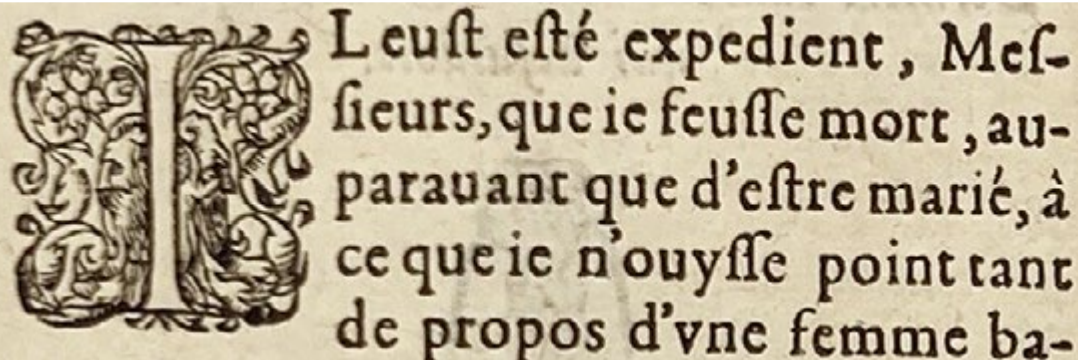 IL eust esté expedient, Mes-
sieurs, que ie feusse mort, au-
parauant que d'estre marié, à
ce que ie n'ouysse point tant
de propos d'vne femme ba-